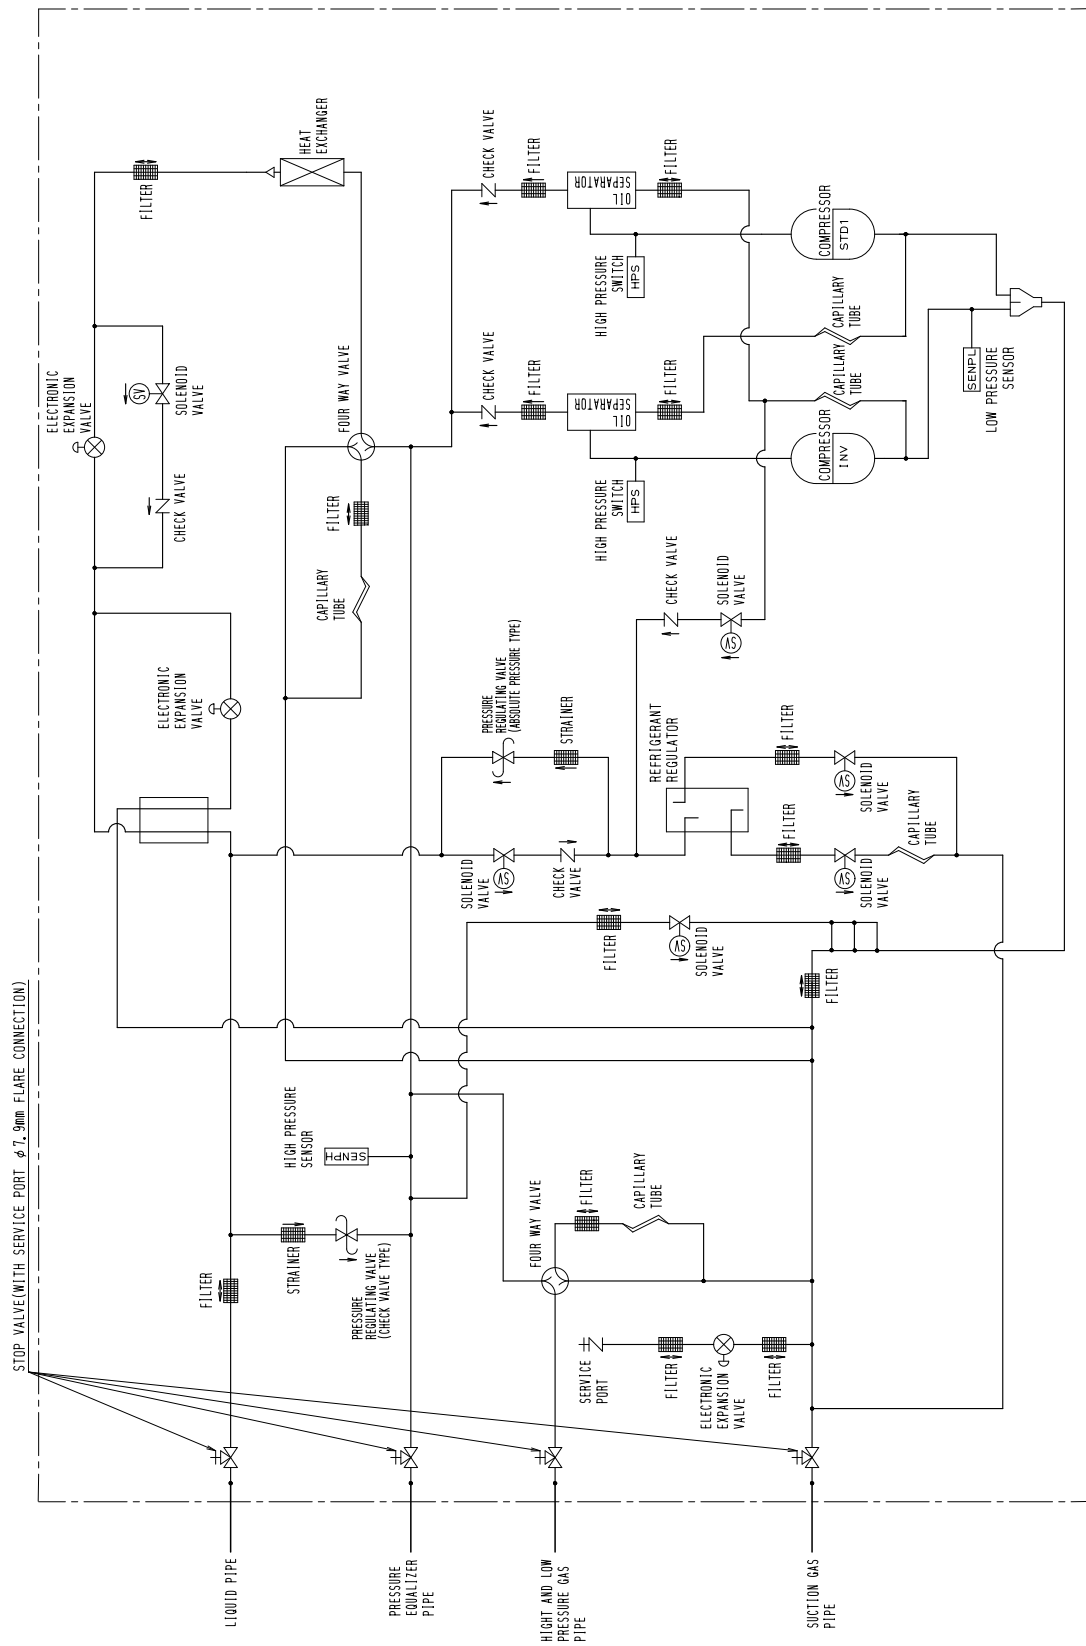 STOP VALVE(WITH SERVICE PORT φ7.9mm FLARE CONNECTION)
ELECTRONIC
EXPANSION
VALVE
SV
SOLENOID
VALVE
CHECK VALVE
FILTER
HEAT
EXCHANGER
ELECTRONIC
EXPANSION
VALVE
FOUR WAY VALVE
FILTER
CAPILLARY
TUBE
CHECK VALVE
FILTER
OIL
SEPARATOR
FILTER
HIGH PRESSURE
SWITCH
HPS
COMPRESSOR
STD1
CHECK VALVE
FILTER
OIL
SEPARATOR
FILTER
HIGH PRESSURE
SWITCH
HPS
COMPRESSOR
INV
CAPILLARY
TUBE
CAPILLARY
TUBE
SENPL
LOW PRESSURE
SENSOR
CHECK VALVE
SOLENOID
VALVE
SV
PRESSURE
REGULATING VALVE
(ABSOLUTE PRESSURE TYPE)
STRAINER
SOLENOID
VALVE
SV
CHECK
VALVE
REFRIGERANT
REGULATOR
FILTER
SV
SOLENOID
VALVE
FILTER
SV
SOLENOID
VALVE
CAPILLARY
TUBE
FILTER
SV
SOLENOID
VALVE
FILTER
HIGH PRESSURE
SENSOR
SENPH
FILTER
STRAINER
PRESSURE
REGULATING VALVE
(CHECK VALVE TYPE)
FOUR WAY VALVE
FILTER
CAPILLARY
TUBE
SERVICE
PORT
FILTER
ELECTRONIC
EXPANSION
VALVE
FILTER
LIQUID PIPE
PRESSURE
EQUALIZER
PIPE
HIGHT AND LOW
PRESSURE GAS
PIPE
SUCTION GAS
PIPE